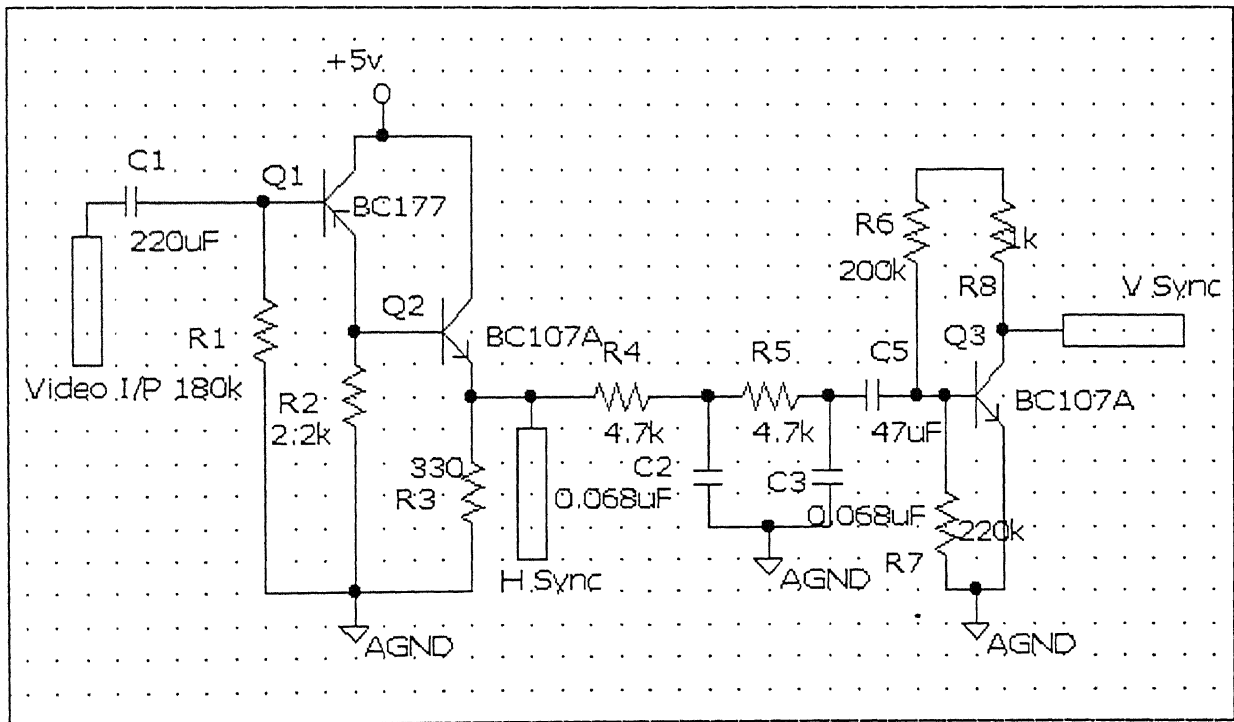 +5v
C1
Q1
BC177
220uF
R6
200k
1k
R8
V Sync
Q2
BC107A
R1
Video I/P 180k
R2
2.2k
R4
4.7k
R5
4.7k
C5
47uF
Q3
BC107A
330
R3
C2
0.068uF
C3
0.068uF
220k
R7
H Sync
AGND
AGND
AGND